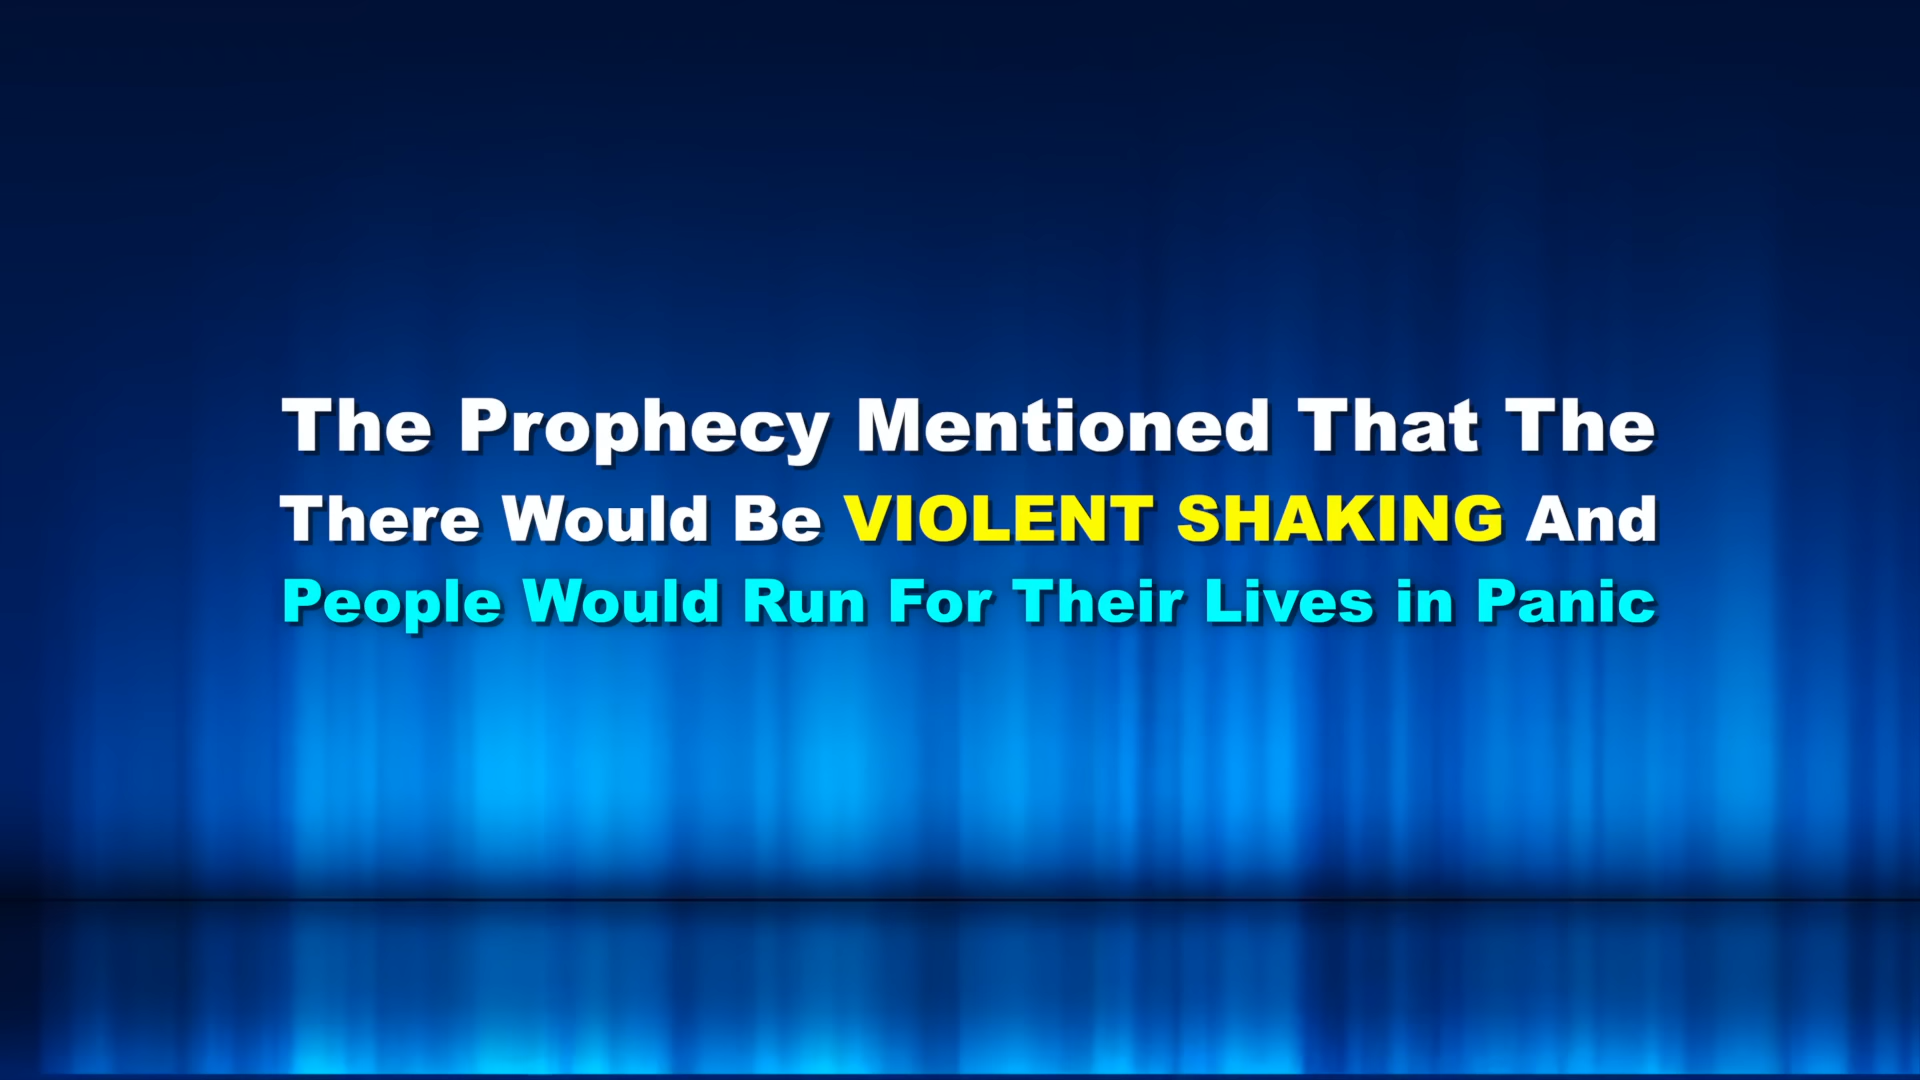 The Prophecy Mentioned That The
There Would Be VIOLENT SHAKING And
People Would Run For Their Lives in Panic